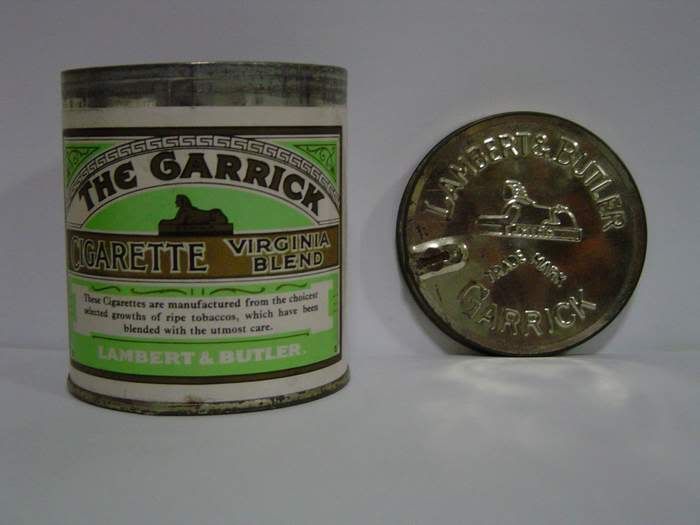 THE GARRICK
CIGARETTE
VIRGINIA
BLEND
These Cigarettes are manufactured from the choicest
selected growths of ripe tobaccos, which have been
blended with the utmost care.
LAMBERT & BUTLER.
LAMBERT & BUTLER
TRADE MARK
GARRICK